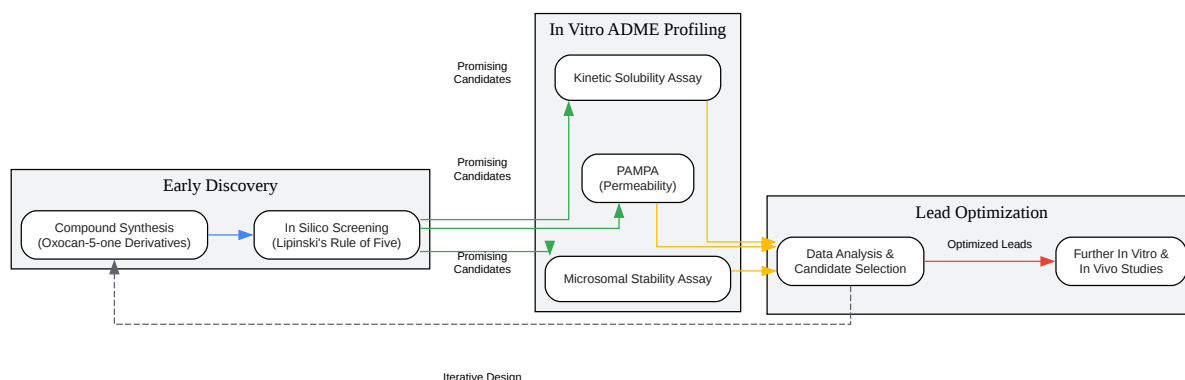 In Vitro ADME Profiling
Promising
Candidates
Kinetic Solubility Assay
Promising
Candidates
PAMPA
(Permeability)
Early Discovery
Compound Synthesis
(Oxocan-5-one Derivatives)
In Silico Screening
(Lipinski's Rule of Five)
Promising
Candidates
Microsomal Stability Assay
Lead Optimization
Data Analysis &
Candidate Selection
Optimized Leads
Further In Vitro &
In Vivo Studies
Iterative Design